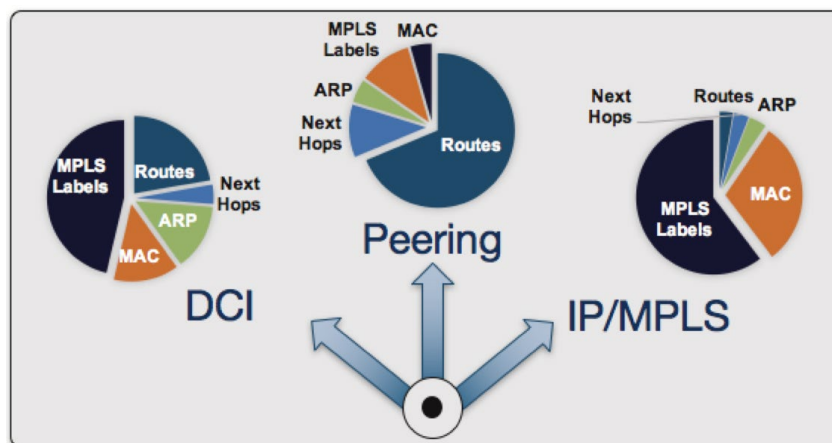 MPLS
Labels
Routes
Next
Hops
ARP
MAC
DCI
MPLS
Labels
MAC
ARP
Next
Hops
Routes
Peering
Next
Hops
Routes
ARP
MAC
MPLS
Labels
IP/MPLS